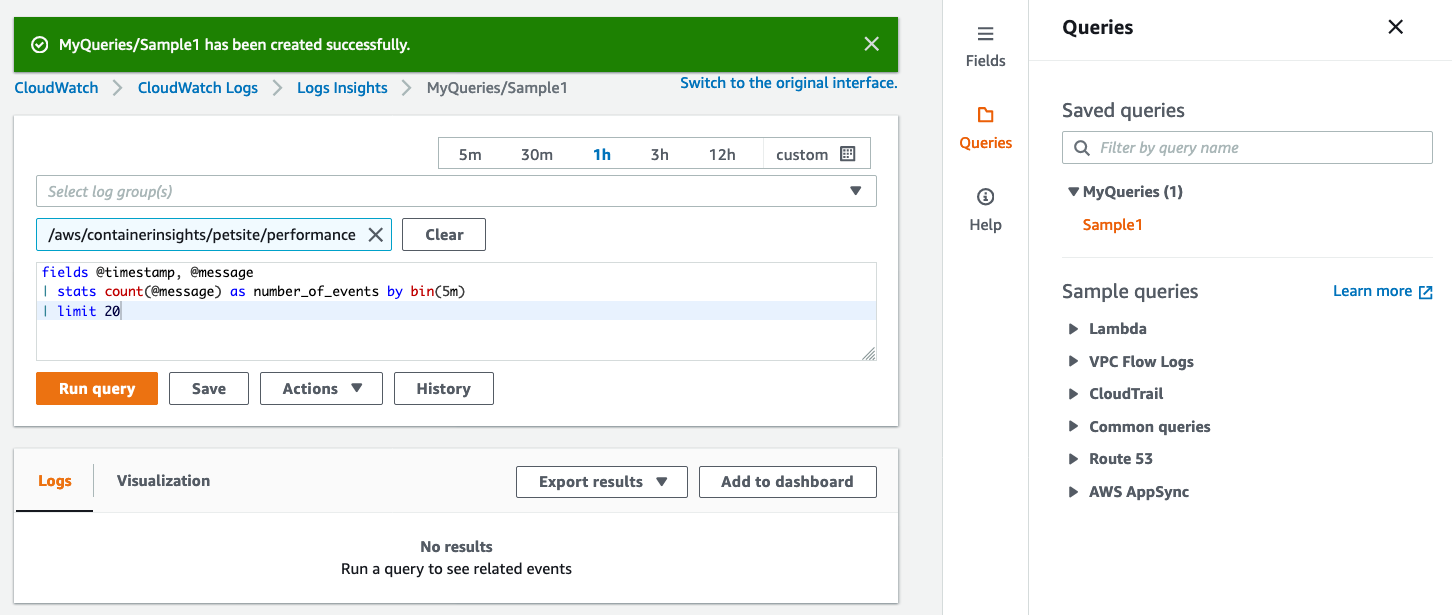 MyQueries/Sample1 has been created successfully.
CloudWatch CloudWatch Logs Logs Insights MyQueries/Sample1
Switch to the original interface.
5m 30m 1h 3h 12h custom
Select log group(s)
/aws/containerinsights/petsite/performance Clear
fields @timestamp, @message
| stats count(@message) as number_of_events by bin(5m)
| limit 20
Run query Save Actions History
Logs Visualization Export results Add to dashboard
No results
Run a query to see related events
Fields
Queries
Help
Queries
Saved queries
Filter by query name
MyQueries (1)
Sample1
Sample queries Learn more
Lambda
VPC Flow Logs
CloudTrail
Common queries
Route 53
AWS AppSync